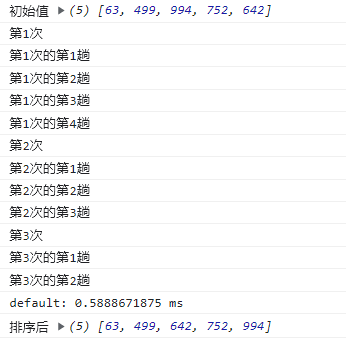 初始值 ▶(5) [63, 499, 994, 752, 642]
第1次
第1次的第1趟
第1次的第2趟
第1次的第3趟
第1次的第4趟
第2次
第2次的第1趟
第2次的第2趟
第2次的第3趟
第3次
第3次的第1趟
第3次的第2趟
default: 0.5888671875 ms
排序后 ▶(5) [63, 499, 642, 752, 994]